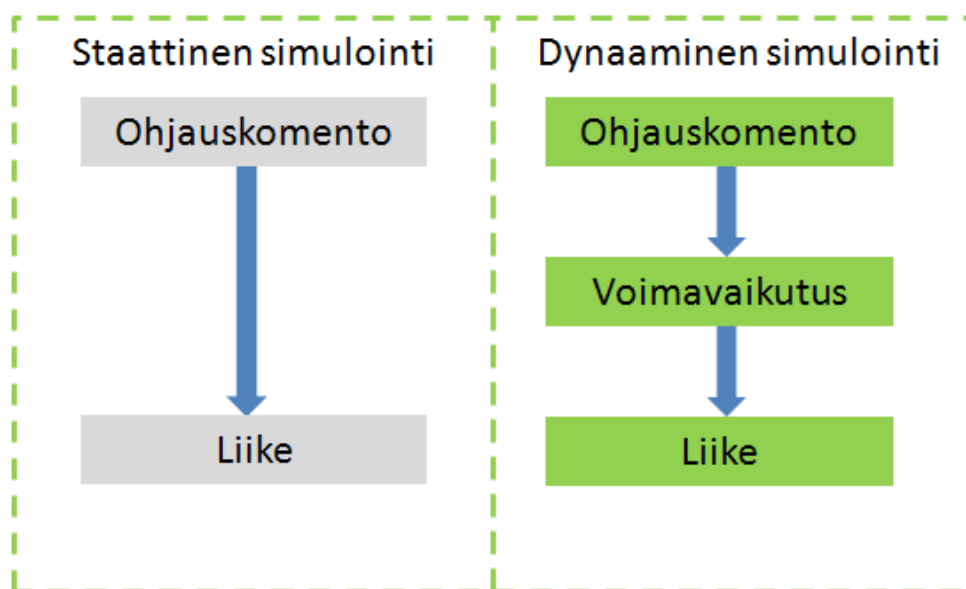 Staattinen simulointi
Ohjauskomento
Liike
Dynaaminen simulointi
Ohjauskomento
Voimavaikutus
Liike